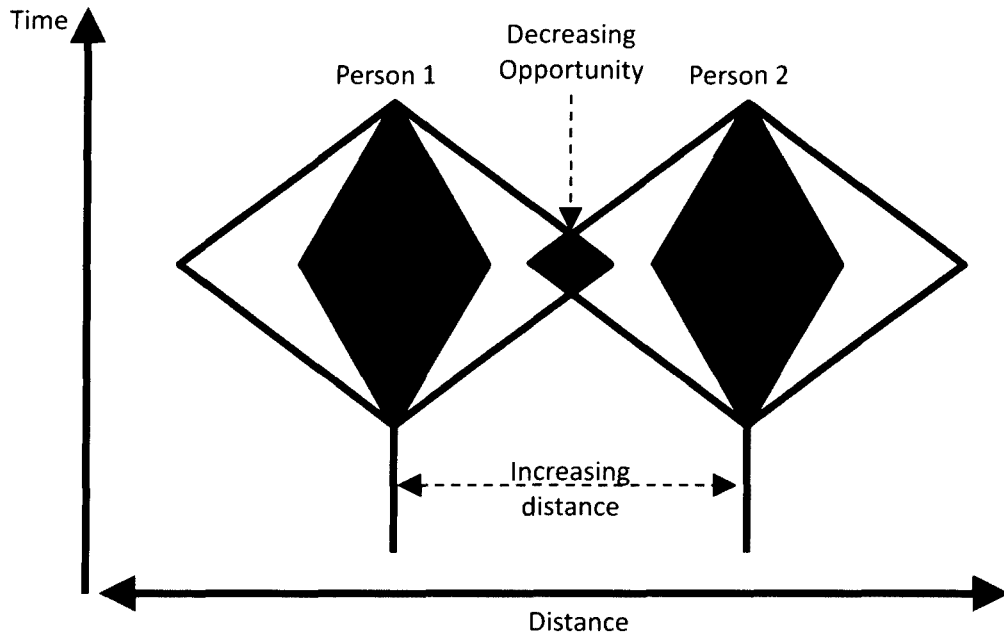 Time
Decreasing
Opportunity
Person 1
Person 2
Increasing
distance
Distance